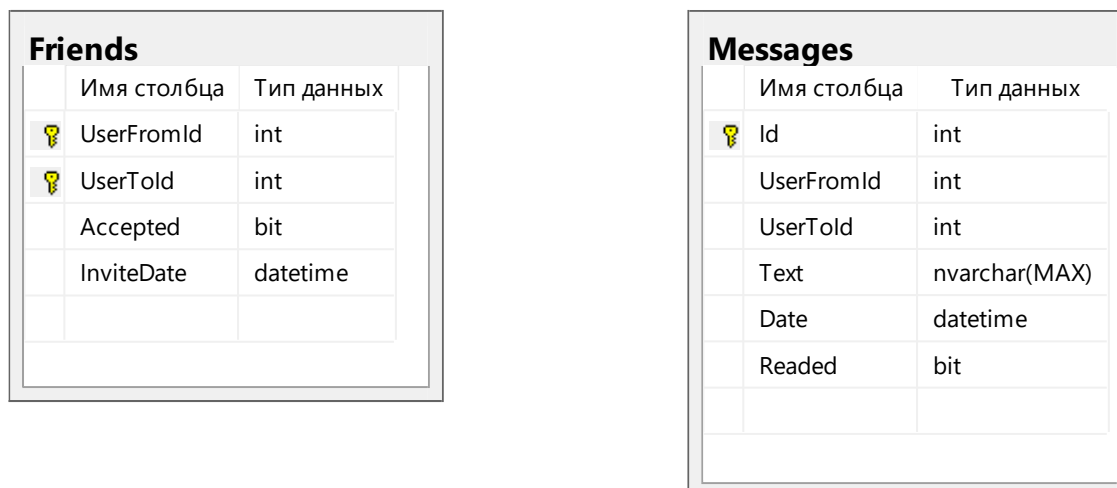 Friends
Имя столбца Тип данных
UserFromId int
UserToId int
Accepted bit
InviteDate datetime
Messages
Имя столбца Тип данных
Id int
UserFromId int
UserToId int
Text nvarchar(MAX)
Date datetime
Readed bit